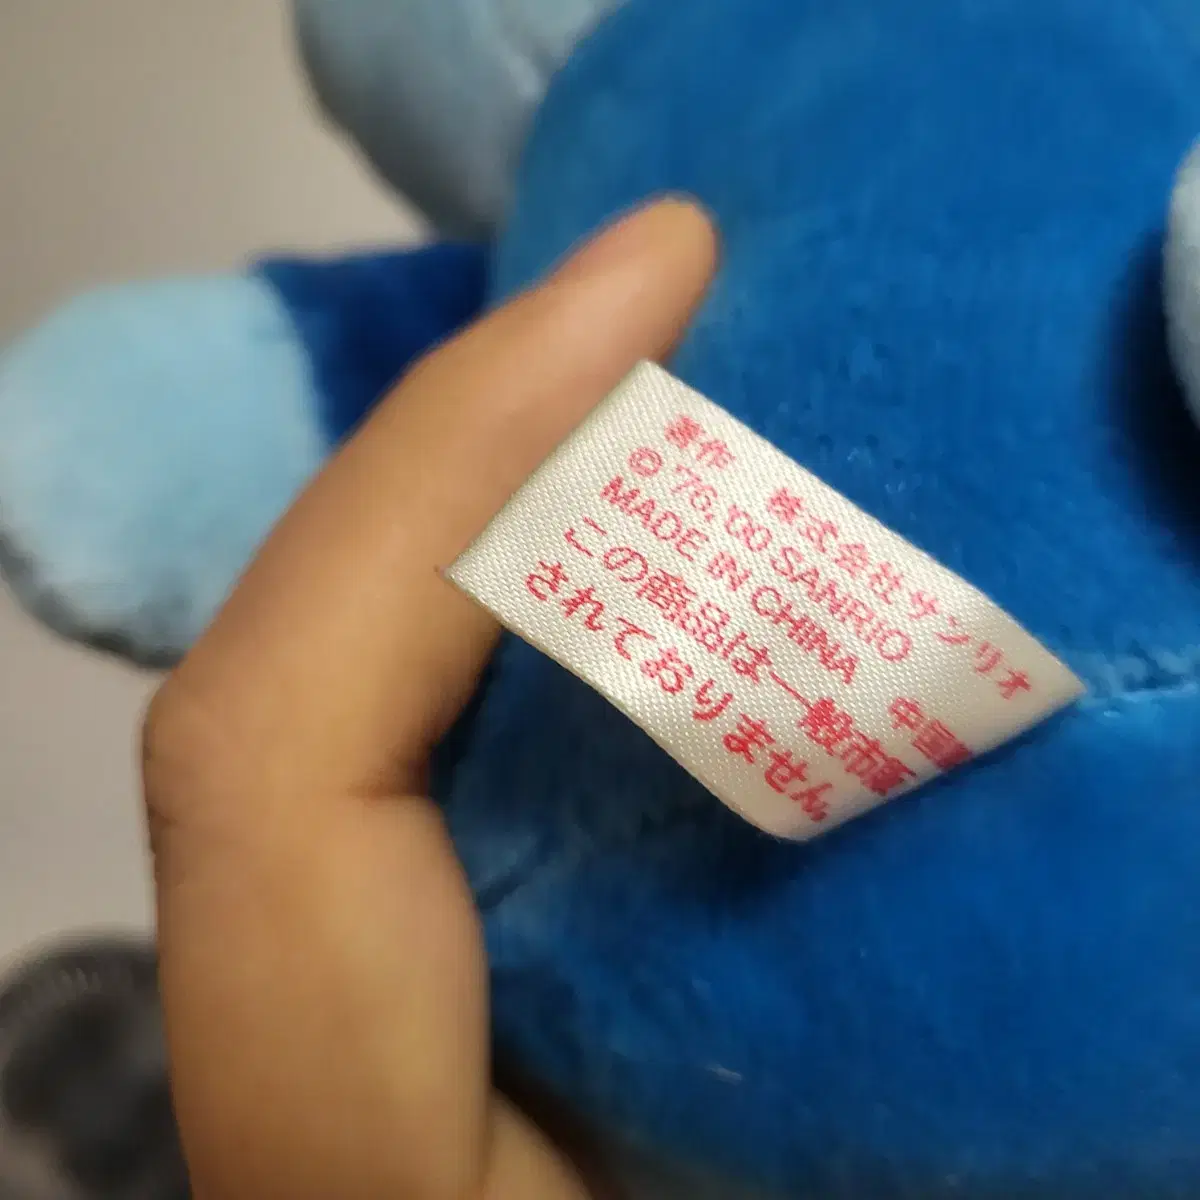 著作 株式会社サンリオ
© '76, '00 SANRIO
MADE IN CHINA 中国製
この商品は一般市販
されておりません。